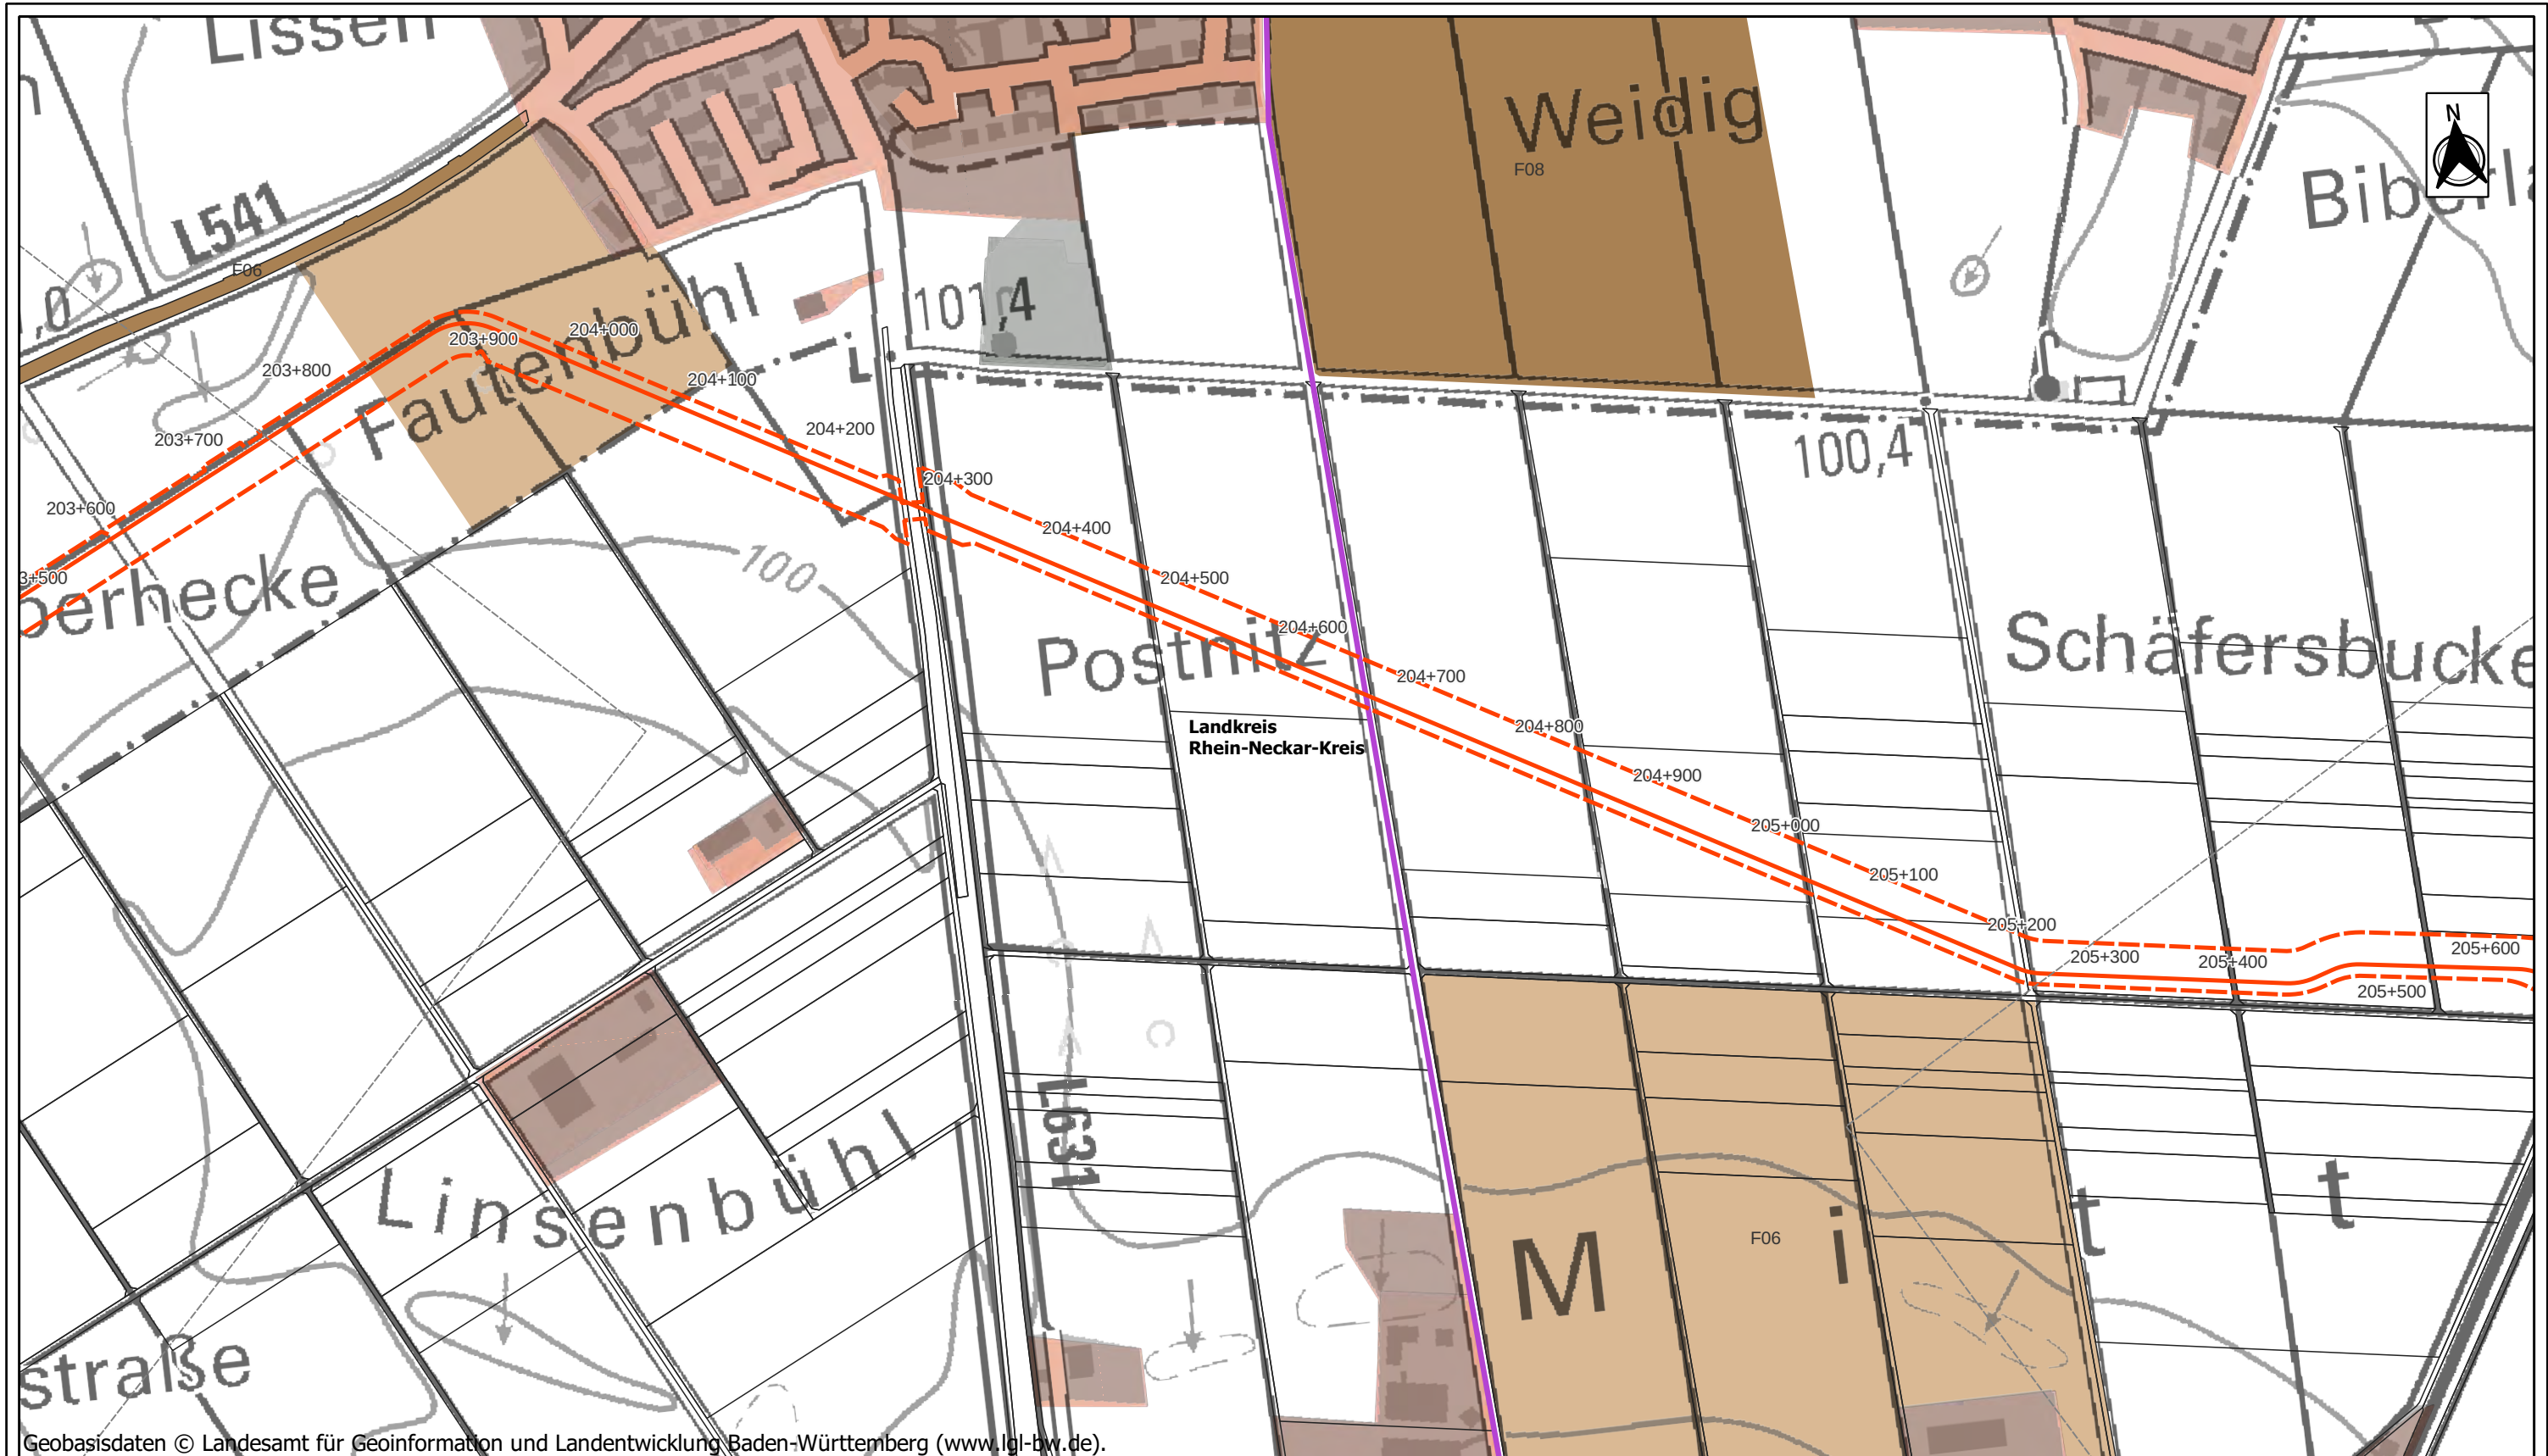 Lissen
Weidig
F08
N
L541
F06
,0
Fautenbühl
L
101,4
100,4
204+000
203+900
203+800
204+100
203+700
204+200
203+600
204+300
3+500
204+400
204+500
100
berhecke
Postnitz
204+600
Schäfersbucke
204+700
Landkreis
Rhein-Neckar-Kreis
204+800
204+900
205+000
205+100
205+200
205+300
205+400
205+500
205+600
L631
Linsenbühl
M i t t
F06
straße
Geobasisdaten © Landesamt für Geoinformation und Landentwicklung Baden-Württemberg (www.lgl-bw.de).